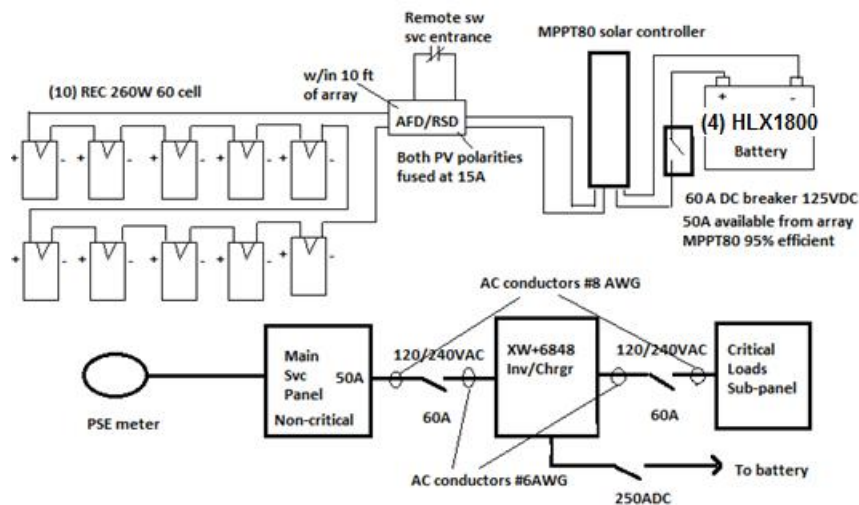 Remote sw
svc entrance
MPPT80 solar controller
w/in 10 ft
of array
(10) REC 260W 60 cell
AFD/RSD
Both PV polarities
fused at 15A
+ -
(4) HLX1800
Battery
+ - + - + - + - + -
60 A DC breaker 125VDC
50A available from array
MPPT80 95% efficient
+ - + - + - + - + -
AC conductors #8 AWG
Main
Svc
Panel
Non-critical
50A
120/240VAC
60A
XW+6848
Inv/Chrgr
120/240VAC
60A
Critical
Loads
Sub-panel
PSE meter
AC conductors #6AWG
250ADC
To battery